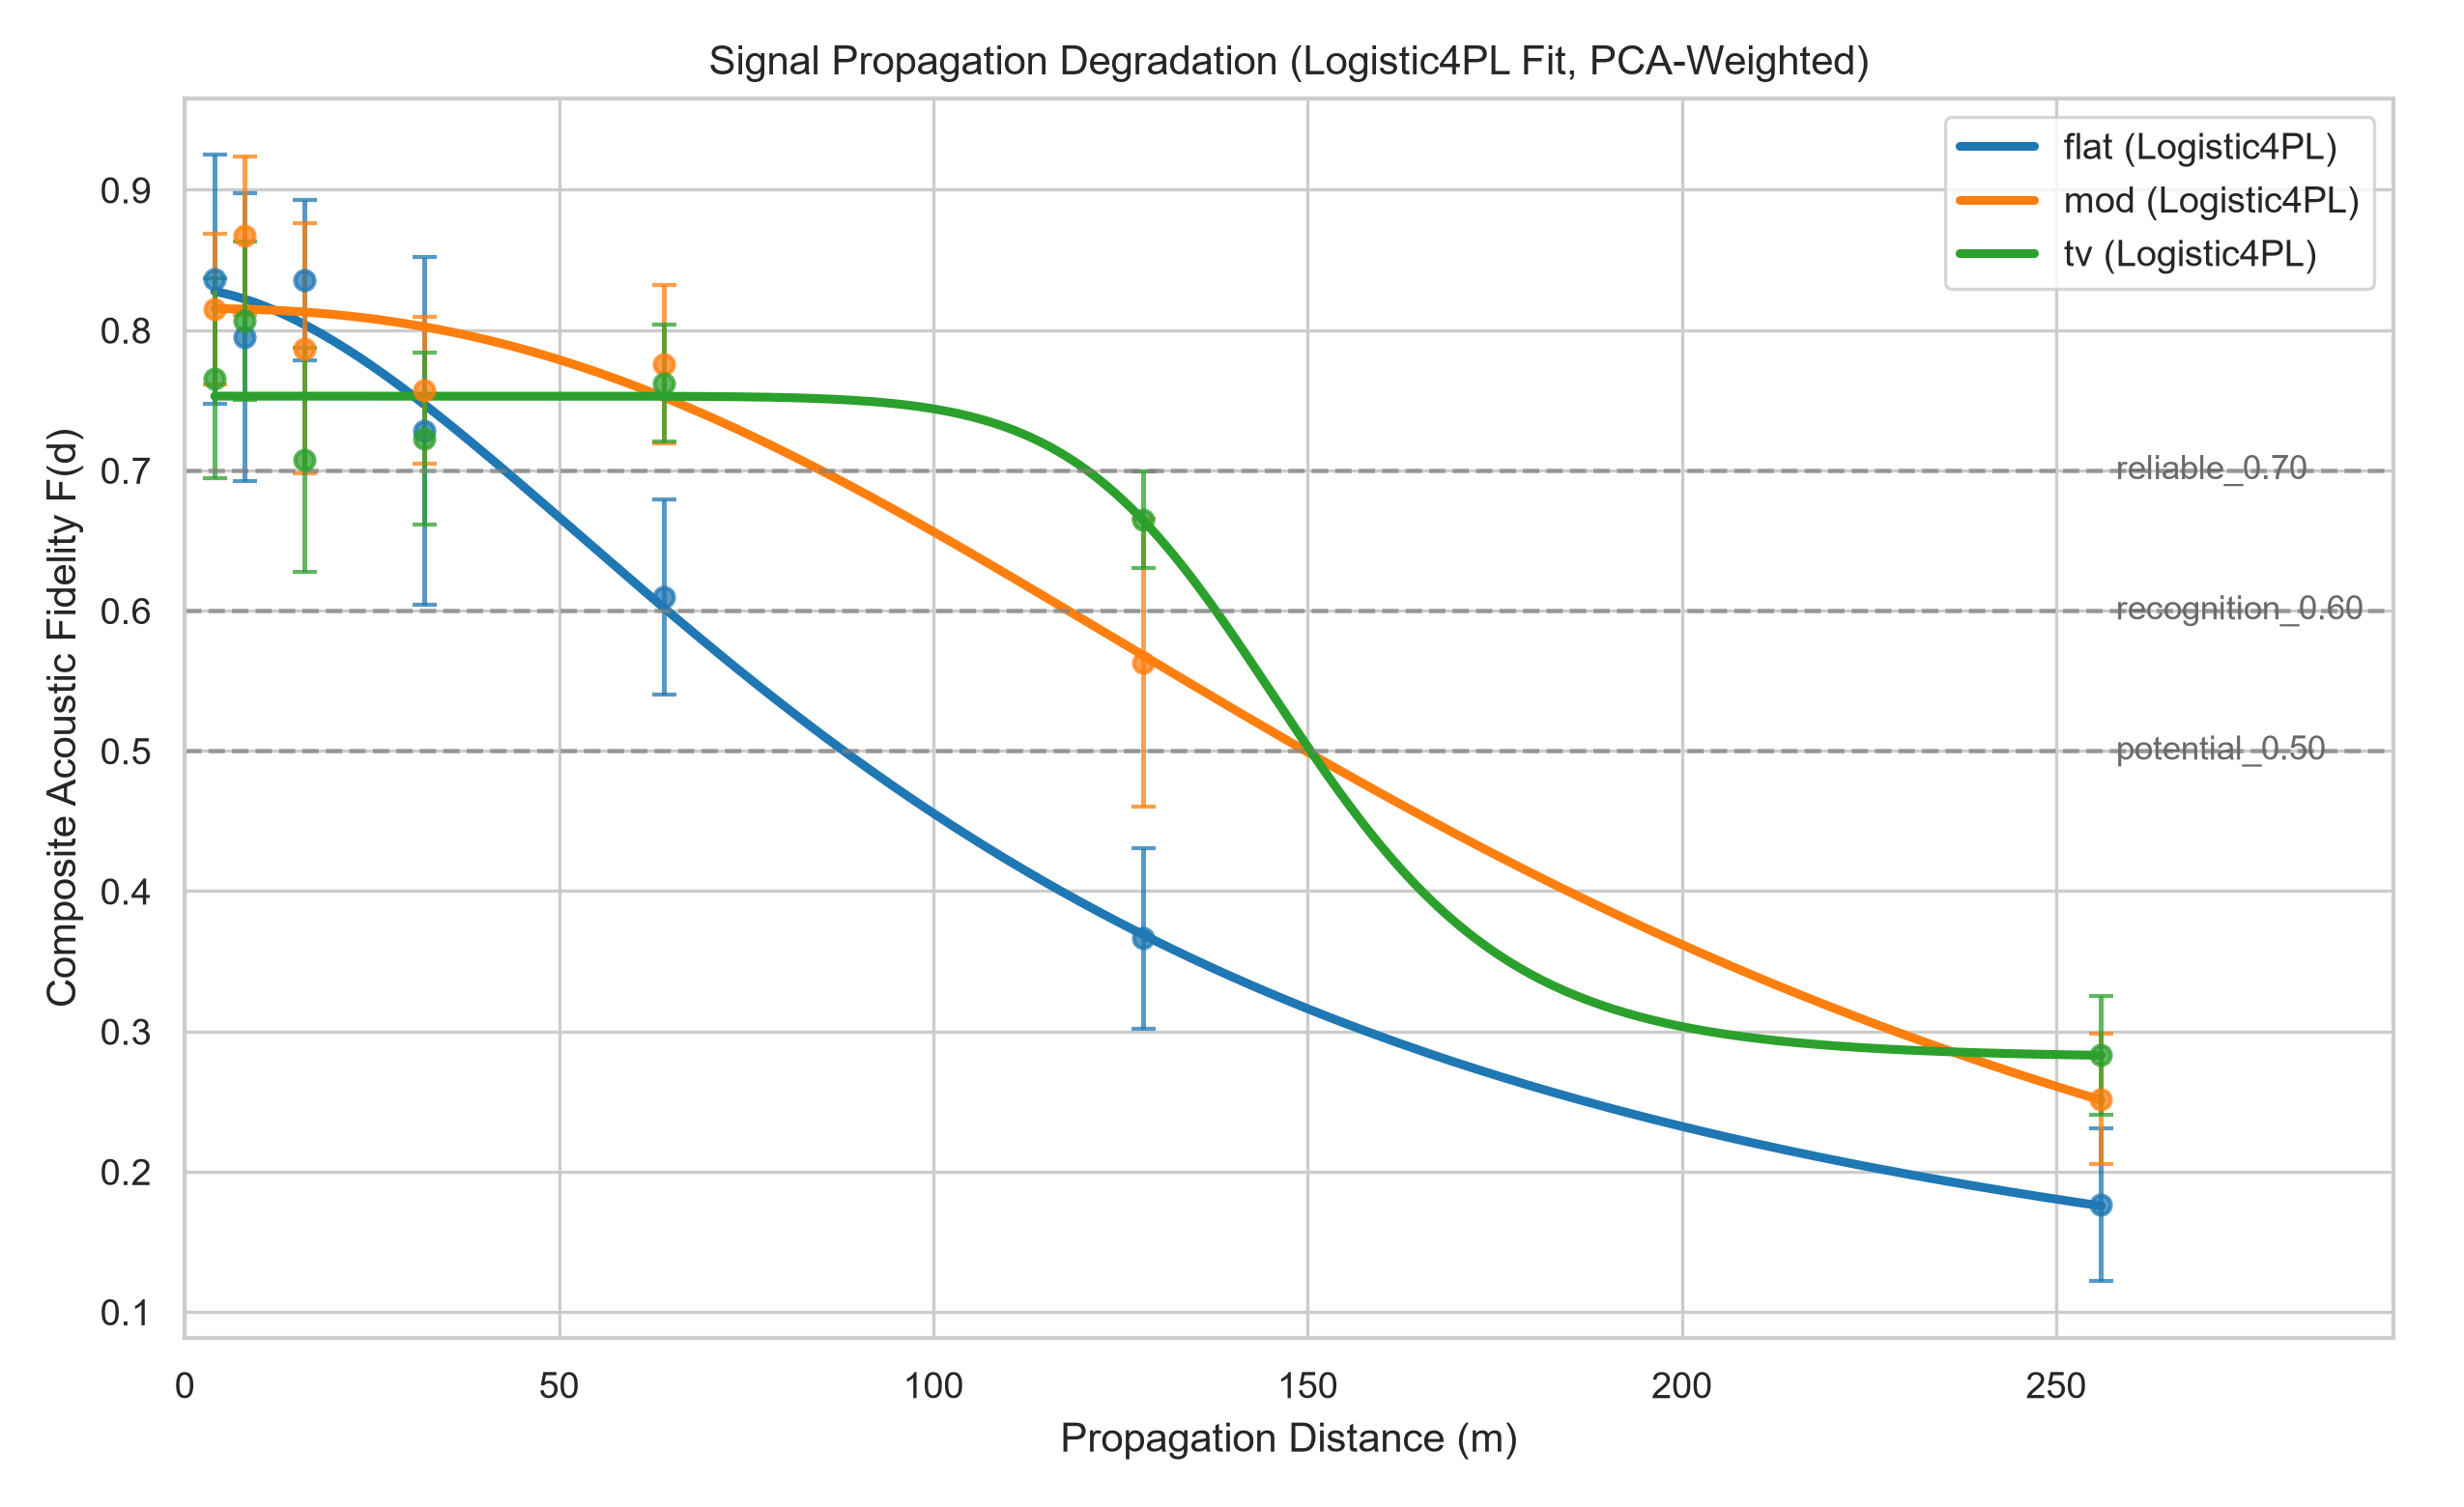 Signal Propagation Degradation (Logistic4PL Fit, PCA-Weighted)
flat (Logistic4PL)
mod (Logistic4PL)
tv (Logistic4PL)
Composite Acoustic Fidelity F(d)
0.9
0.8
0.7
0.6
0.5
0.4
0.3
0.2
0.1
reliable_0.70
recognition_0.60
potential_0.50
0 50 100 150 200 250
Propagation Distance (m)